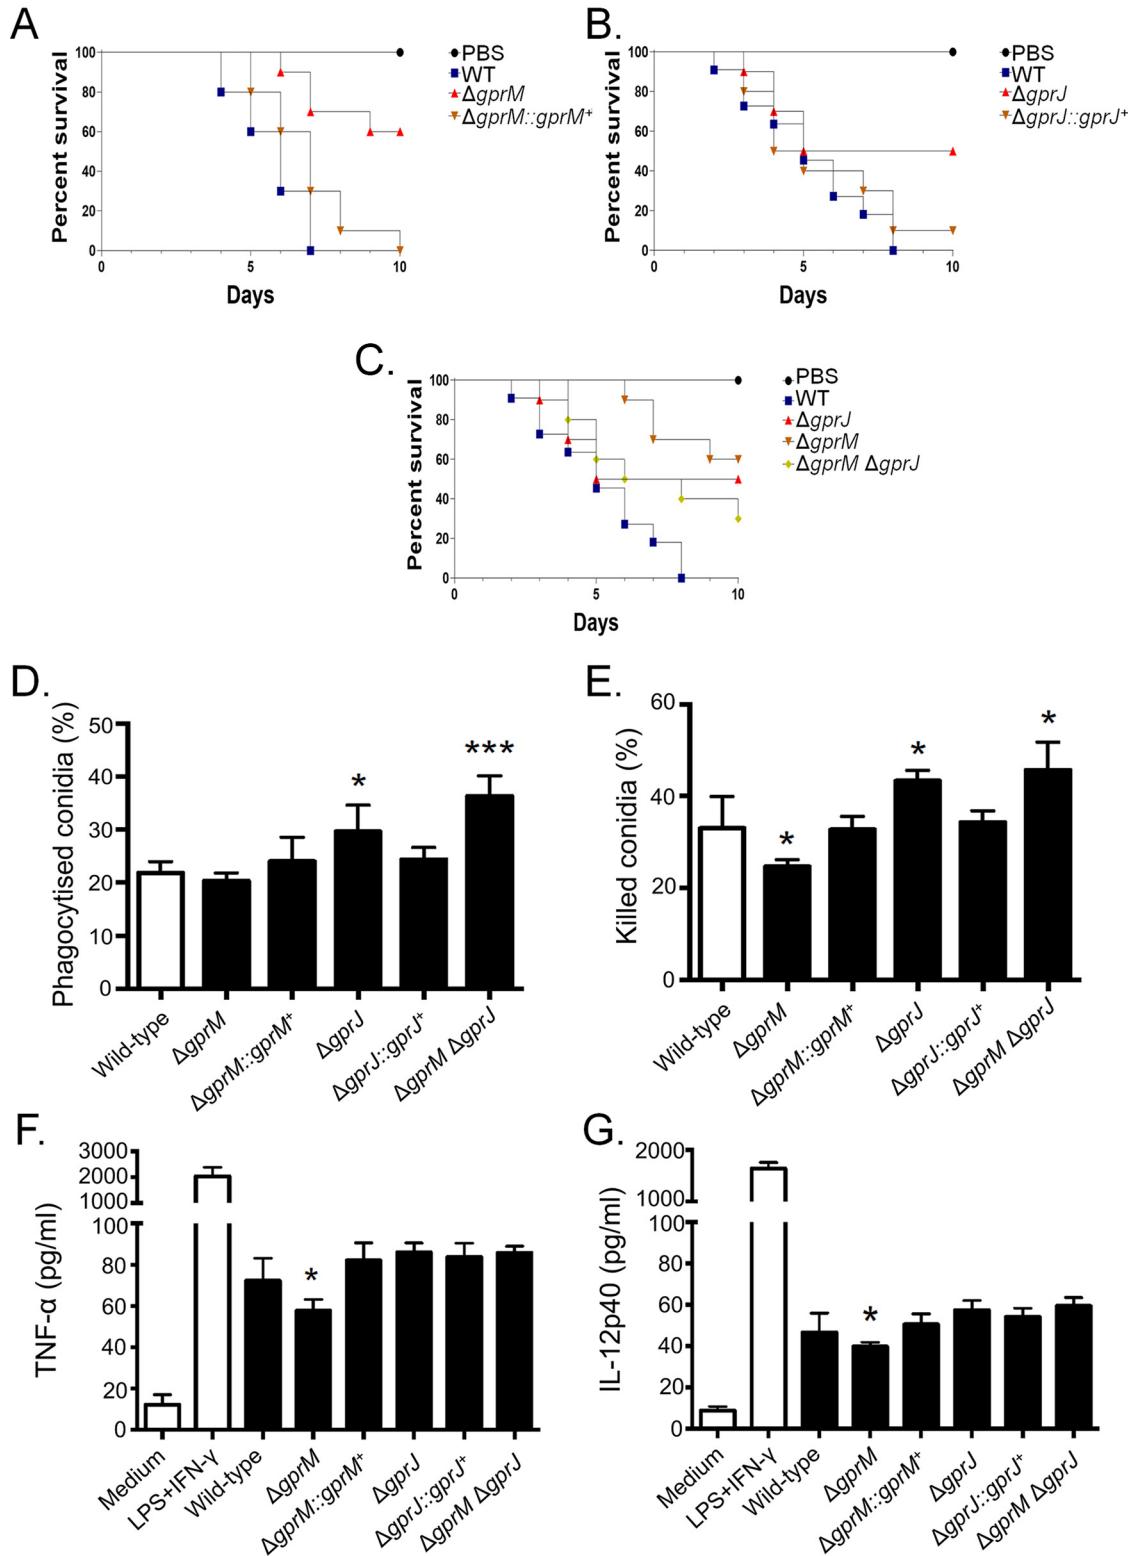 A
Percent survival
100
80
60
40
20
0
0
5
10
Days
PBS
WT
ΔgprM
ΔgprM::gprM+
B.
Percent survival
100
80
60
40
20
0
0
5
10
Days
PBS
WT
ΔgprJ
ΔgprJ::gprJ+
C.
Percent survival
100
80
60
40
20
0
0
5
10
Days
PBS
WT
ΔgprJ
ΔgprM
ΔgprM ΔgprJ
D.
Phagocytised conidia (%)
50
40
30
20
10
0
*
***
Wild-type
ΔgprM
ΔgprM::gprM+
ΔgprJ
ΔgprJ::gprJ+
ΔgprM ΔgprJ
E.
Killed conidia (%)
60
40
20
0
*
*
*
Wild-type
ΔgprM
ΔgprM::gprM+
ΔgprJ
ΔgprJ::gprJ+
ΔgprM ΔgprJ
F.
TNF-α (pg/ml)
3000
2000
1000
100
80
60
40
20
0
*
Medium
LPS+IFN-γ
Wild-type
ΔgprM
ΔgprM::gprM+
ΔgprJ
ΔgprJ::gprJ+
ΔgprM ΔgprJ
G.
IL-12p40 (pg/ml)
2000
1000
100
80
60
40
20
0
*
Medium
LPS+IFN-γ
Wild-type
ΔgprM
ΔgprM::gprM+
ΔgprJ
ΔgprJ::gprJ+
ΔgprM ΔgprJ